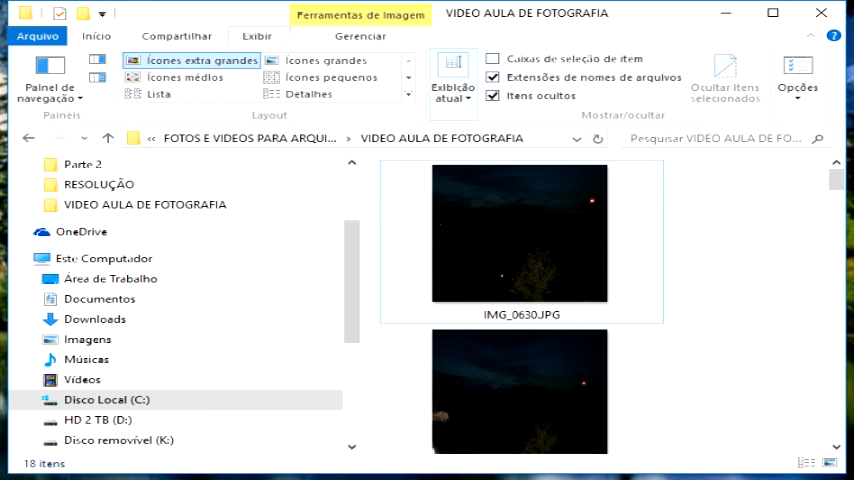 Ferramentas de Imagem
VIDEO AULA DE FOTOGRAFIA
Arquivo
Início
Compartilhar
Exibir
Gerenciar
Painel de navegação
Ícones extra grandes
Ícones grandes
Ícones médios
Ícones pequenos
Lista
Detalhes
Exibição atual
Caixas de seleção de item
Extensões de nomes de arquivos
Itens ocultos
Ocultar itens selecionados
Opções
Painéis
Layout
Mostrar/ocultar
« FOTOS E VIDEOS PARA ARQUI... › VIDEO AULA DE FOTOGRAFIA
Pesquisar VIDEO AULA DE FO...
Parte 2
RESOLUÇÃO
VIDEO AULA DE FOTOGRAFIA
OneDrive
Este Computador
Área de Trabalho
Documentos
Downloads
Imagens
Músicas
Vídeos
Disco Local (C:)
HD 2 TB (D:)
Disco removível (K:)
IMG_0630.JPG
18 itens